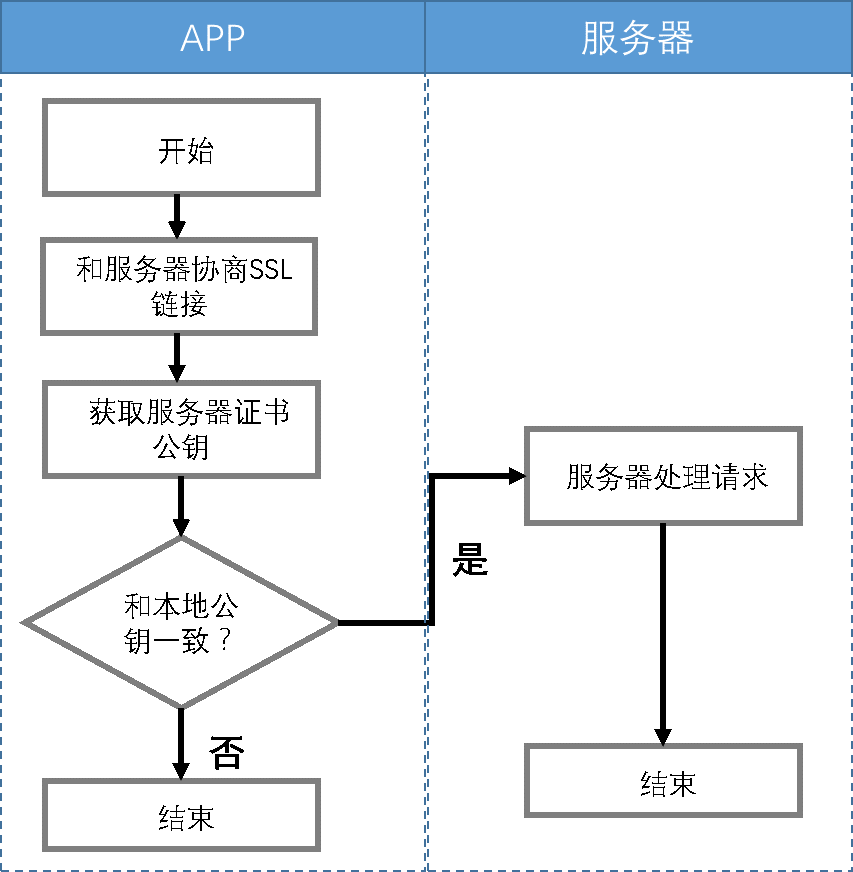 APP
服务器
开始
和服务器协商SSL
链接
获取服务器证书
公钥
服务器处理请求
是
和本地公
钥一致？
否
结束
结束